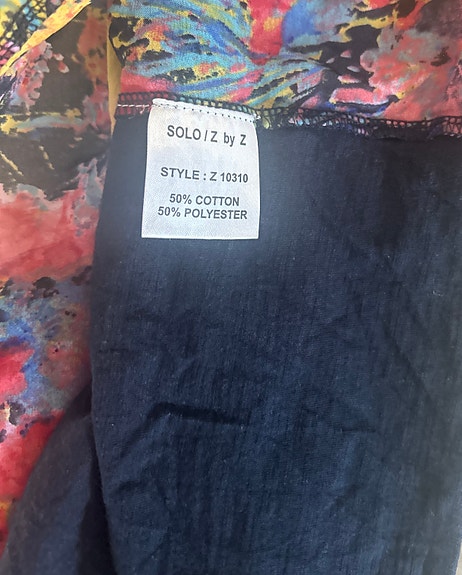 SOLO / Z by Z
STYLE : Z 10310
50% COTTON
50% POLYESTER